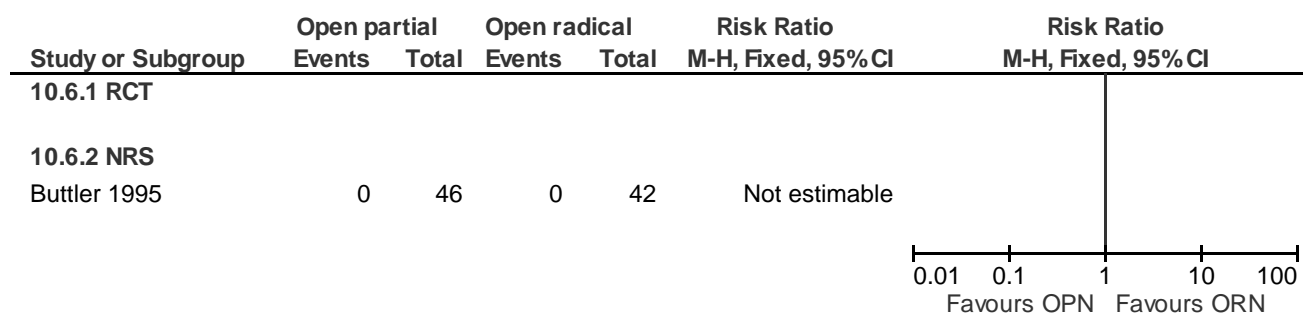 Open partial Open radical Risk Ratio Risk Ratio
Study or Subgroup Events Total Events Total M-H, Fixed, 95% CI M-H, Fixed, 95% CI
10.6.1 RCT
10.6.2 NRS
Buttler 1995 0 46 0 42 Not estimable
0.01 0.1 1 10 100
Favours OPN Favours ORN